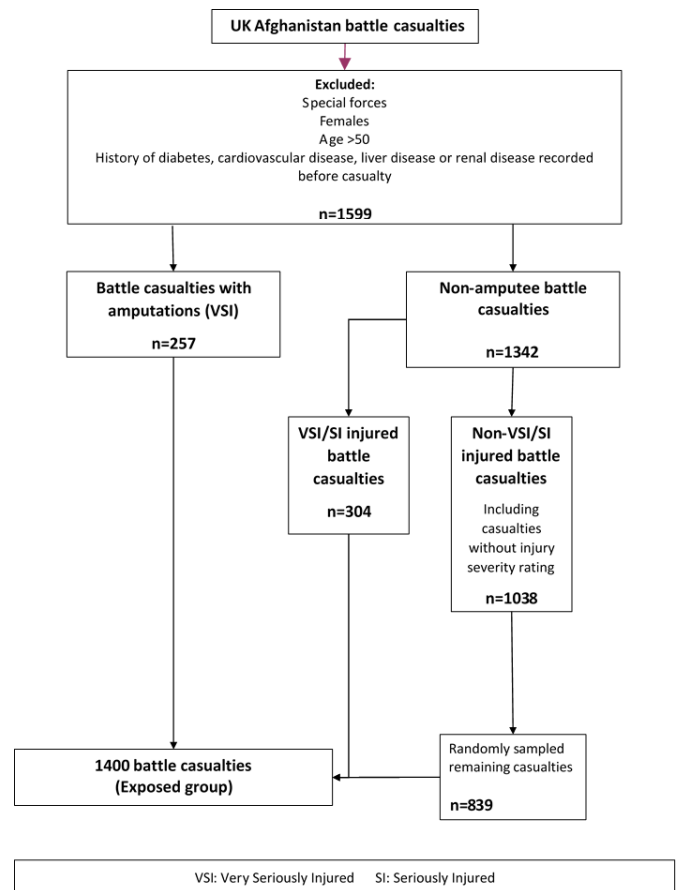 UK Afghanistan battle casualties
Excluded:
Special forces
Females
Age >50
History of diabetes, cardiovascular disease, liver disease or renal disease recorded
before casualty
n=1599
Battle casualties with
amputations (VSI)
n=257
Non-amputee battle
casualties
n=1342
VSI/SI injured
battle
casualties
n=304
Non-VSI/SI
injured battle
casualties
Including
casualties
without injury
severity rating
n=1038
1400 battle casualties
(Exposed group)
Randomly sampled
remaining casualties
n=839
VSI: Very Seriously Injured SI: Seriously Injured